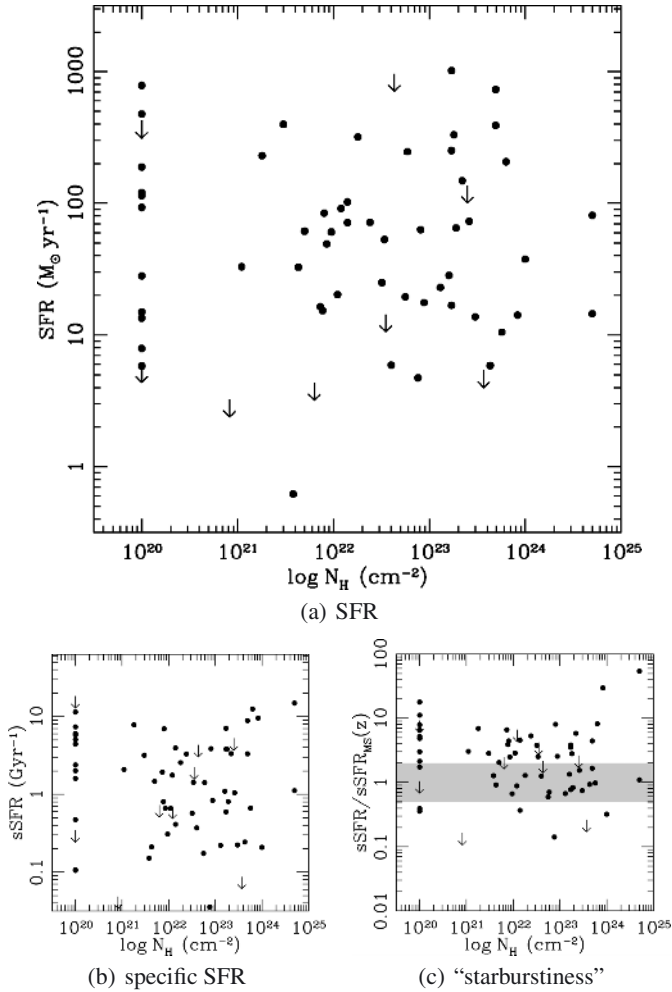 1000
100
10
1
SFR (M⊙ yr⁻¹)
10²⁰ 10²¹ 10²² 10²³ 10²⁴ 10²⁵
log N_H (cm⁻²)
(a) SFR
10
1
0.1
sSFR (Gyr⁻¹)
10²⁰ 10²¹ 10²² 10²³ 10²⁴ 10²⁵
log N_H (cm⁻²)
(b) specific SFR
100
10
1
0.1
0.01
sSFR/sSFR_MS(z)
10²⁰ 10²¹ 10²² 10²³ 10²⁴ 10²⁵
log N_H (cm⁻²)
(c) “starburstiness”